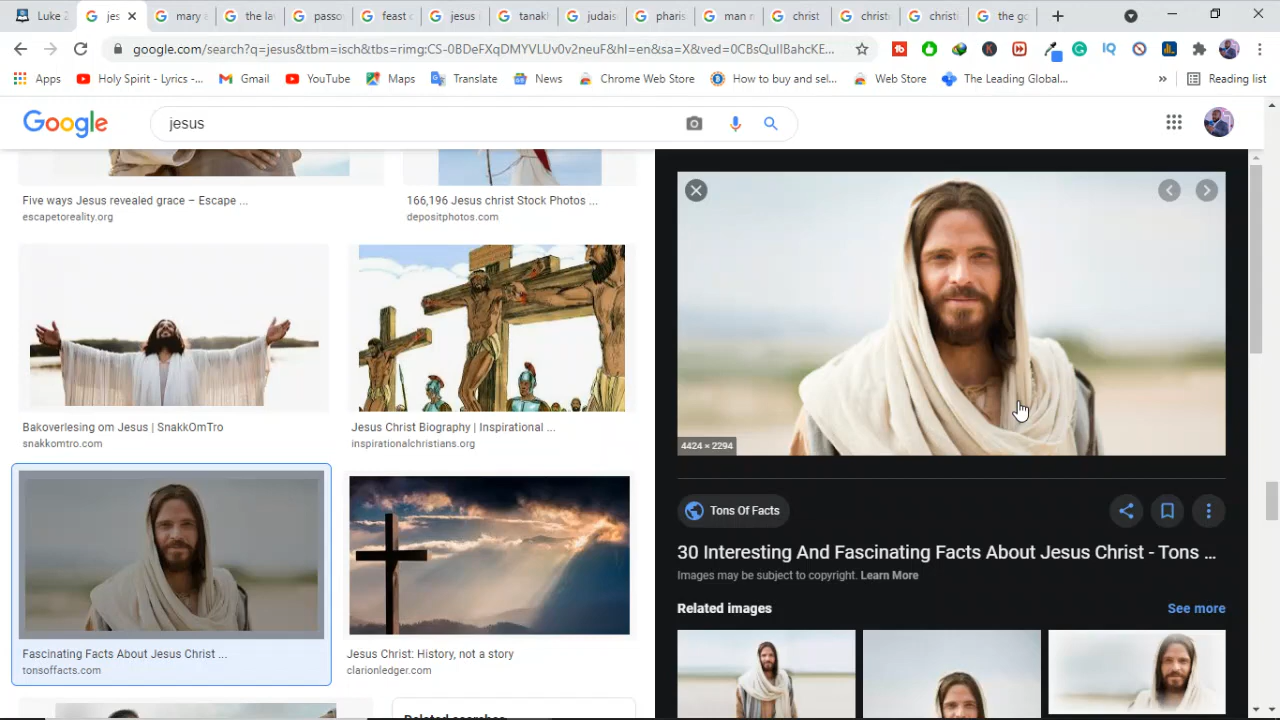 Luke 2
jes
mary a
the la
passo
feast o
jesus
tanakl
judais
pharis
man n
christ
christ
christ
the go
google.com/search?q=jesus&tbm=isch&tbs=rimg:CS-0BDeFXqDMYVLUv0v2neuF&hl=en&sa=X&ved=0CBsQuIIBahcKE...
Apps
Holy Spirit - Lyrics -...
Gmail
YouTube
Maps
Translate
News
Chrome Web Store
How to buy and sel...
Web Store
The Leading Global...
»
Reading list
Google
jesus
Five ways Jesus revealed grace – Escape ...
escapetoreality.org
166,196 Jesus christ Stock Photos ...
depositphotos.com
Bakoverlesing om Jesus | SnakkOmTro
snakkomtro.com
Jesus Christ Biography | Inspirational ...
inspirationalchristians.org
Fascinating Facts About Jesus Christ ...
tonsoffacts.com
Jesus Christ: History, not a story
clarionledger.com
4424 × 2294
Tons Of Facts
30 Interesting And Fascinating Facts About Jesus Christ - Tons ...
Images may be subject to copyright. Learn More
Related images
See more